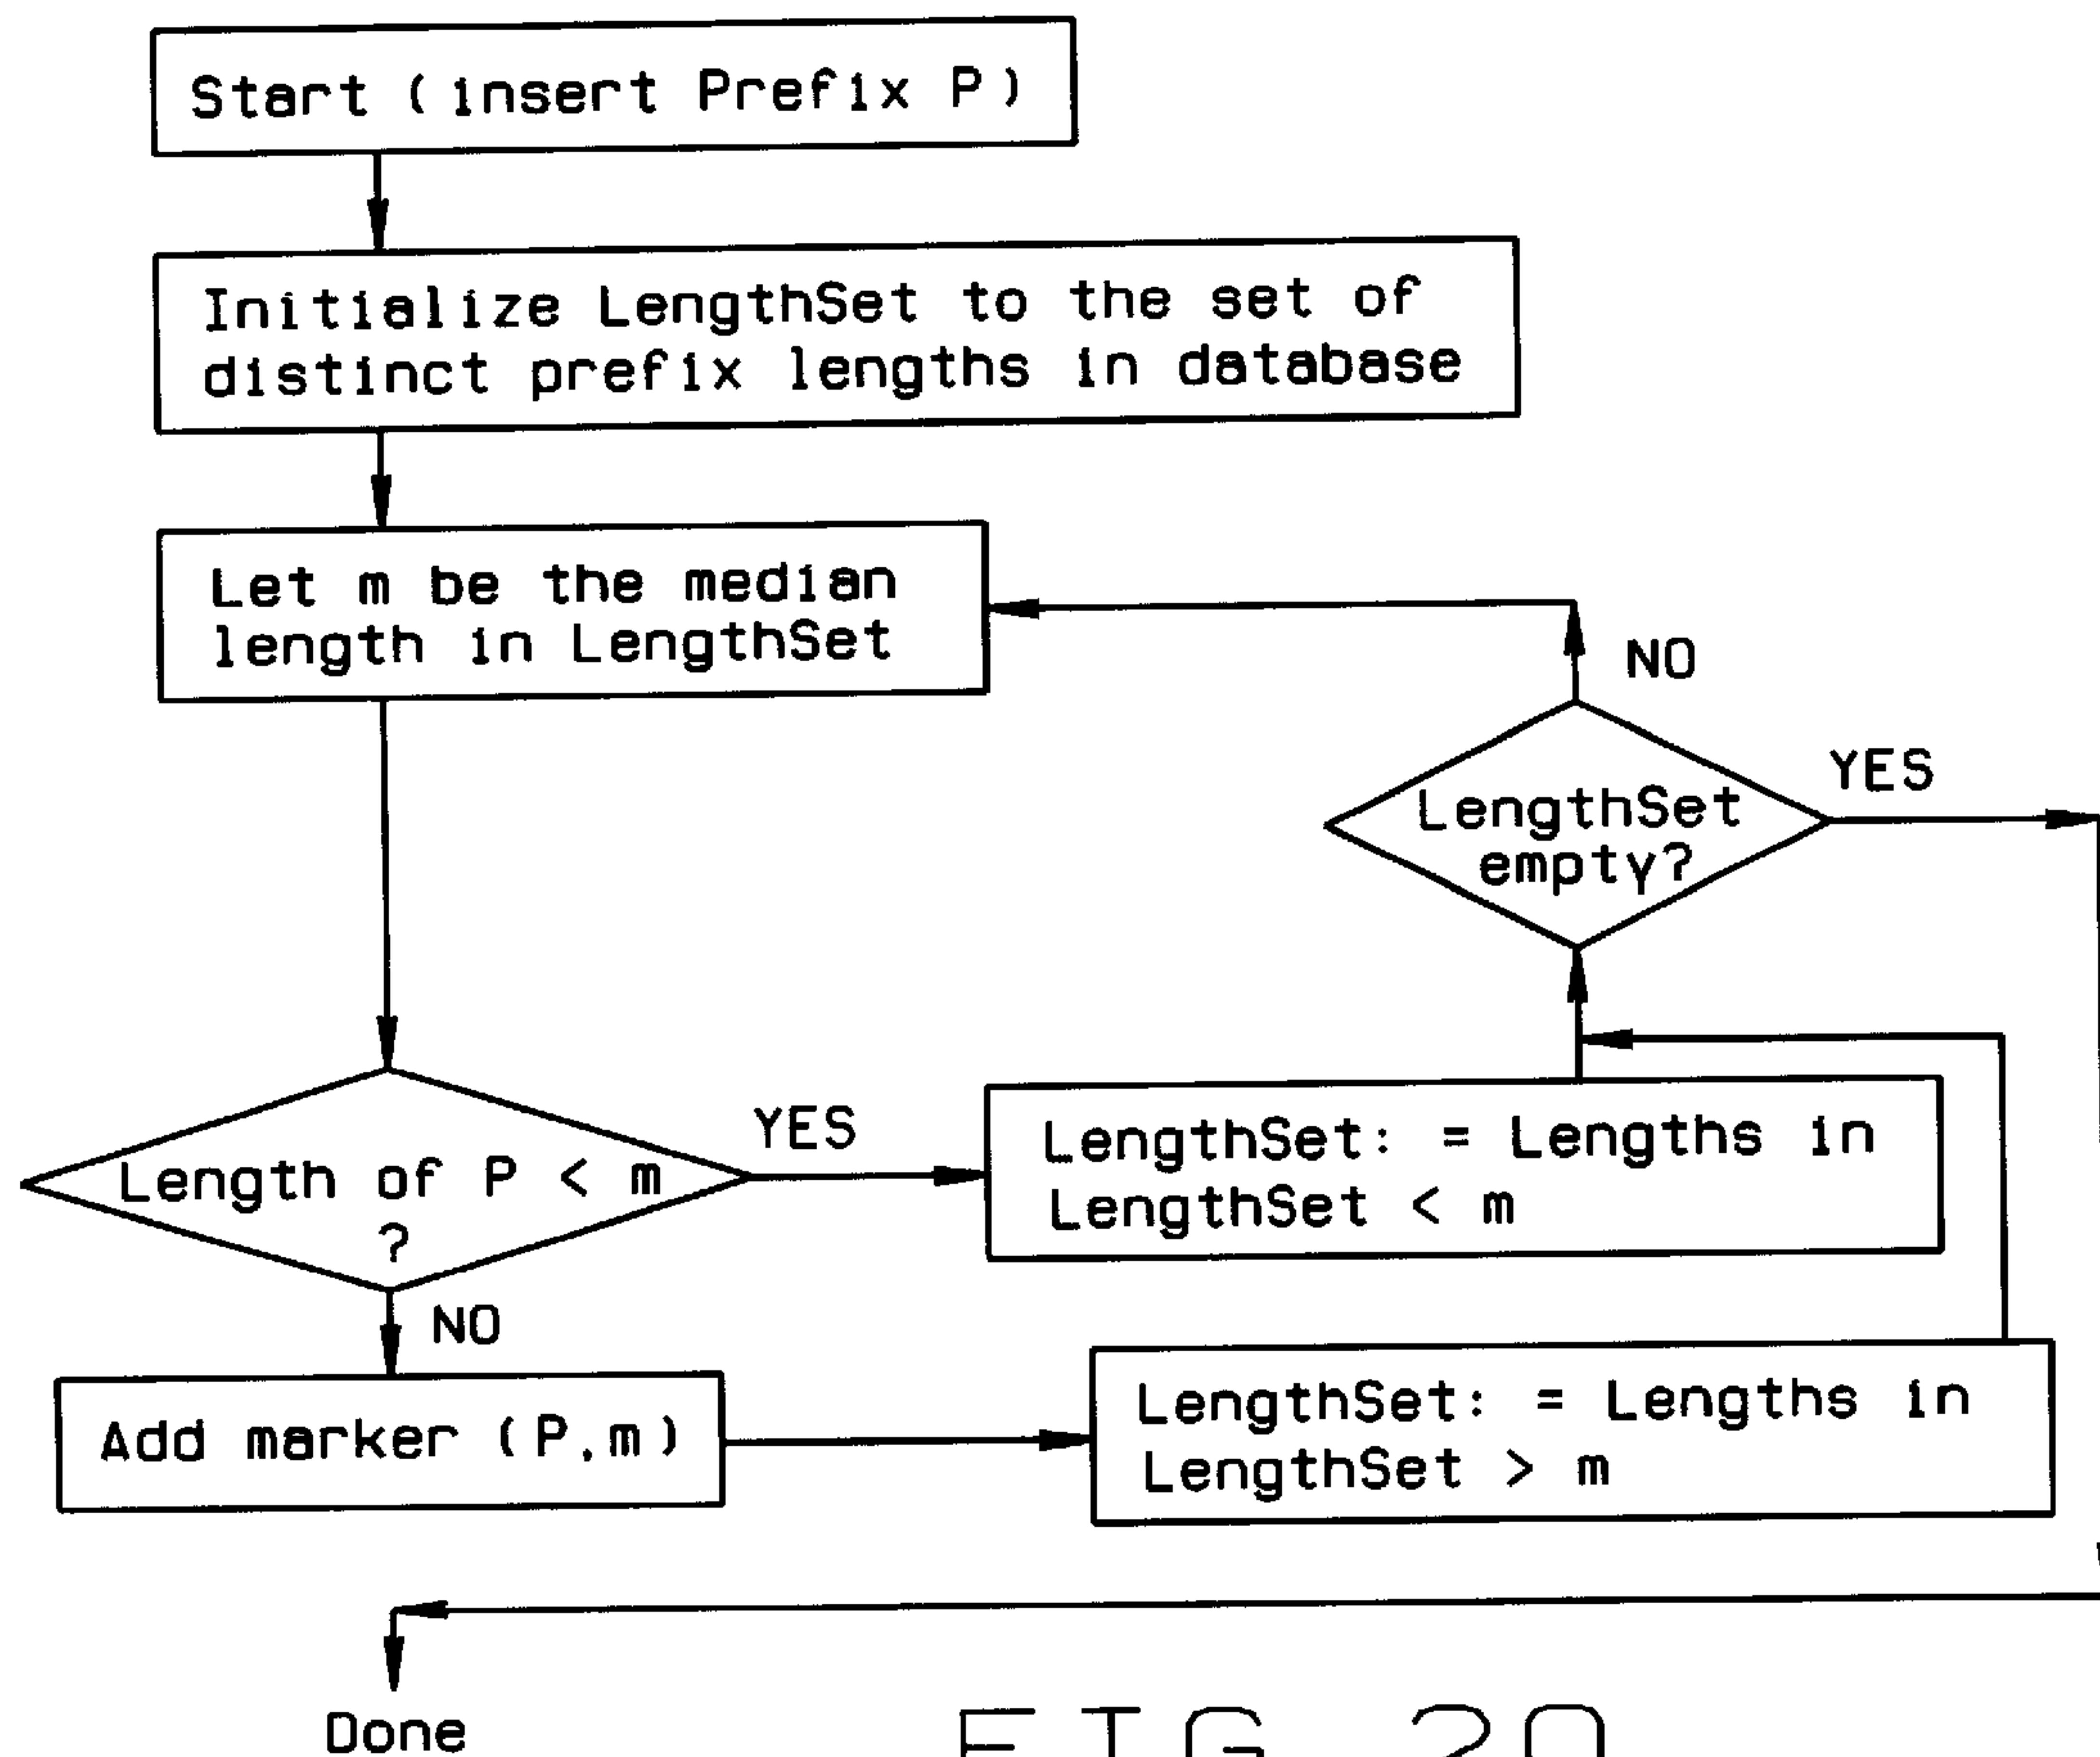 Start (insert Prefix P)
Initialize LengthSet to the set of
distinct prefix lengths in database
Let m be the median
length in LengthSet
NO
YES
LengthSet
empty?
YES
Length of P < m
?
LengthSet: = Lengths in
LengthSet < m
NO
Add marker (P,m)
LengthSet: = Lengths in
LengthSet > m
Done
FIG 20